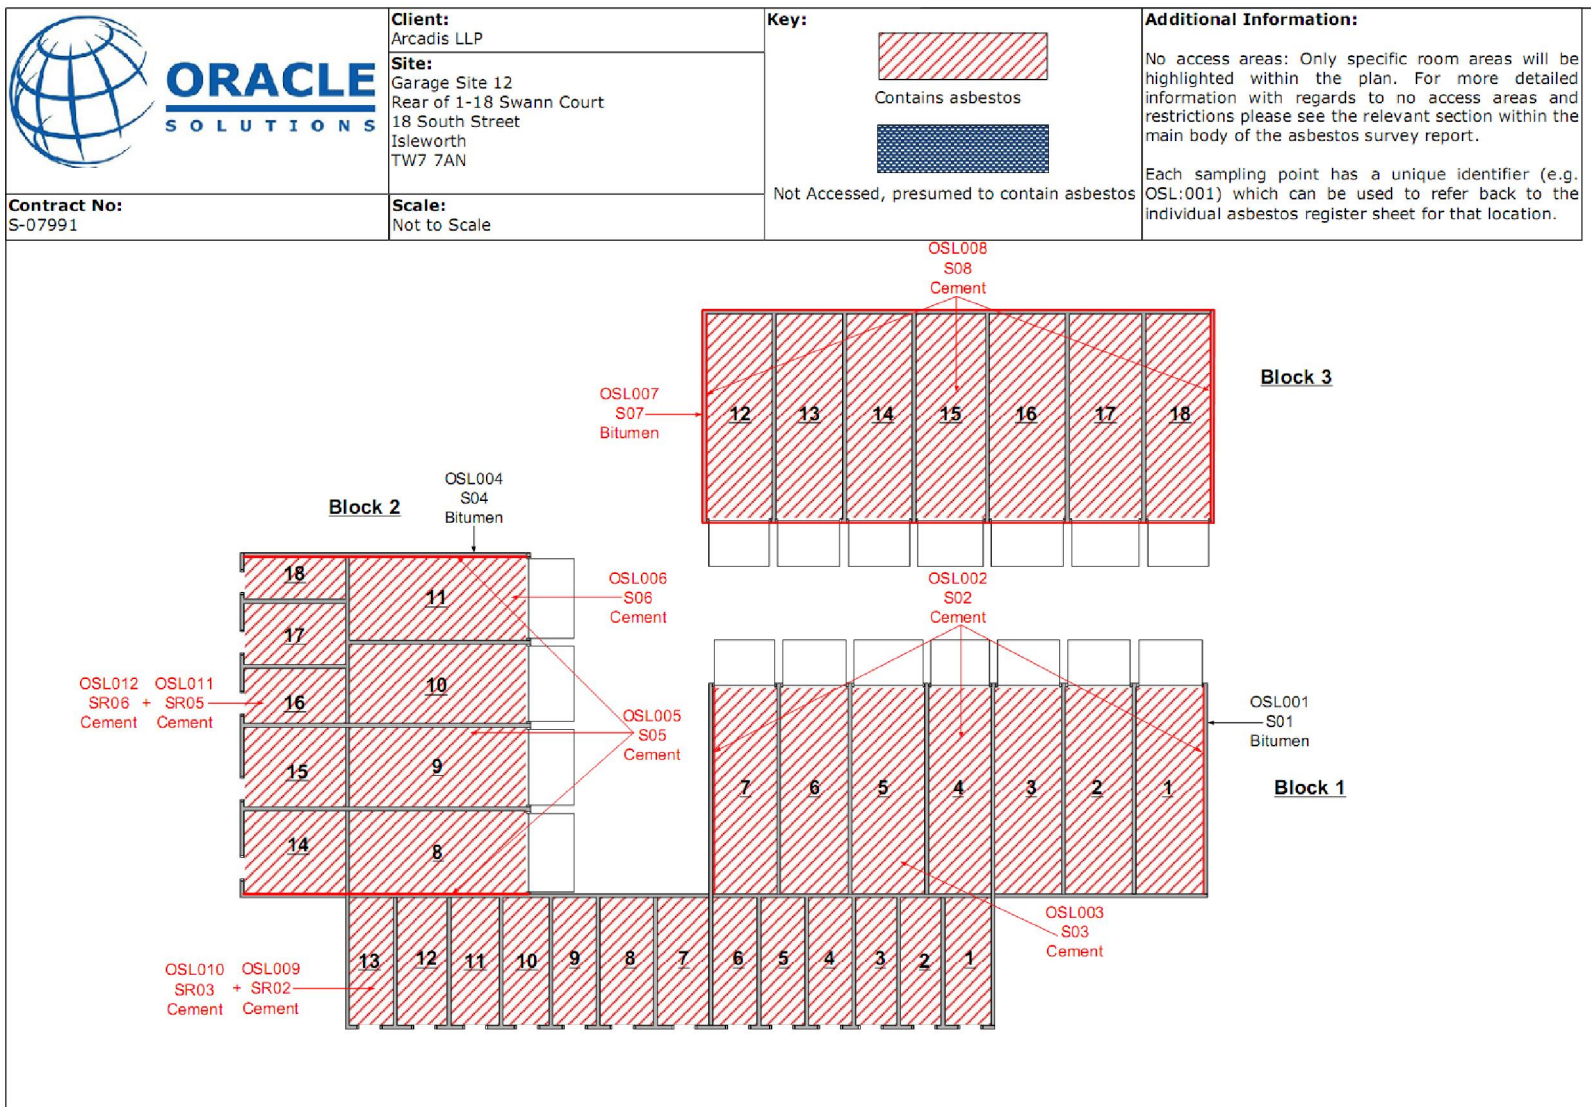 ORACLE
SOLUTIONS
Client:
Arcadis LLP
Site:
Garage Site 12
Rear of 1-18 Swann Court
18 South Street
Isleworth
TW7 7AN
Contract No:
S-07991
Scale:
Not to Scale
Key:
Contains asbestos
Not Accessed, presumed to contain asbestos
Additional Information:
No access areas: Only specific room areas will be
highlighted within the plan. For more detailed
information with regards to no access areas and
restrictions please see the relevant section within the
main body of the asbestos survey report.
Each sampling point has a unique identifier (e.g.
OSL:001) which can be used to refer back to the
individual asbestos register sheet for that location.
OSL008
S08
Cement
Block 3
OSL007
S07
Bitumen
12 13 14 15 16 17 18
Block 2
OSL004
S04
Bitumen
18
11
17
10
16
9
15
8
14
OSL006
S06
Cement
OSL012 OSL011
SR06 + SR05
Cement Cement
OSL005
S05
Cement
OSL002
S02
Cement
OSL001
S01
Bitumen
Block 1
7 6 5 4 3 2 1
OSL003
S03
Cement
13 12 11 10 9 8 7 6 5 4 3 2 1
OSL010 OSL009
SR03 + SR02
Cement Cement